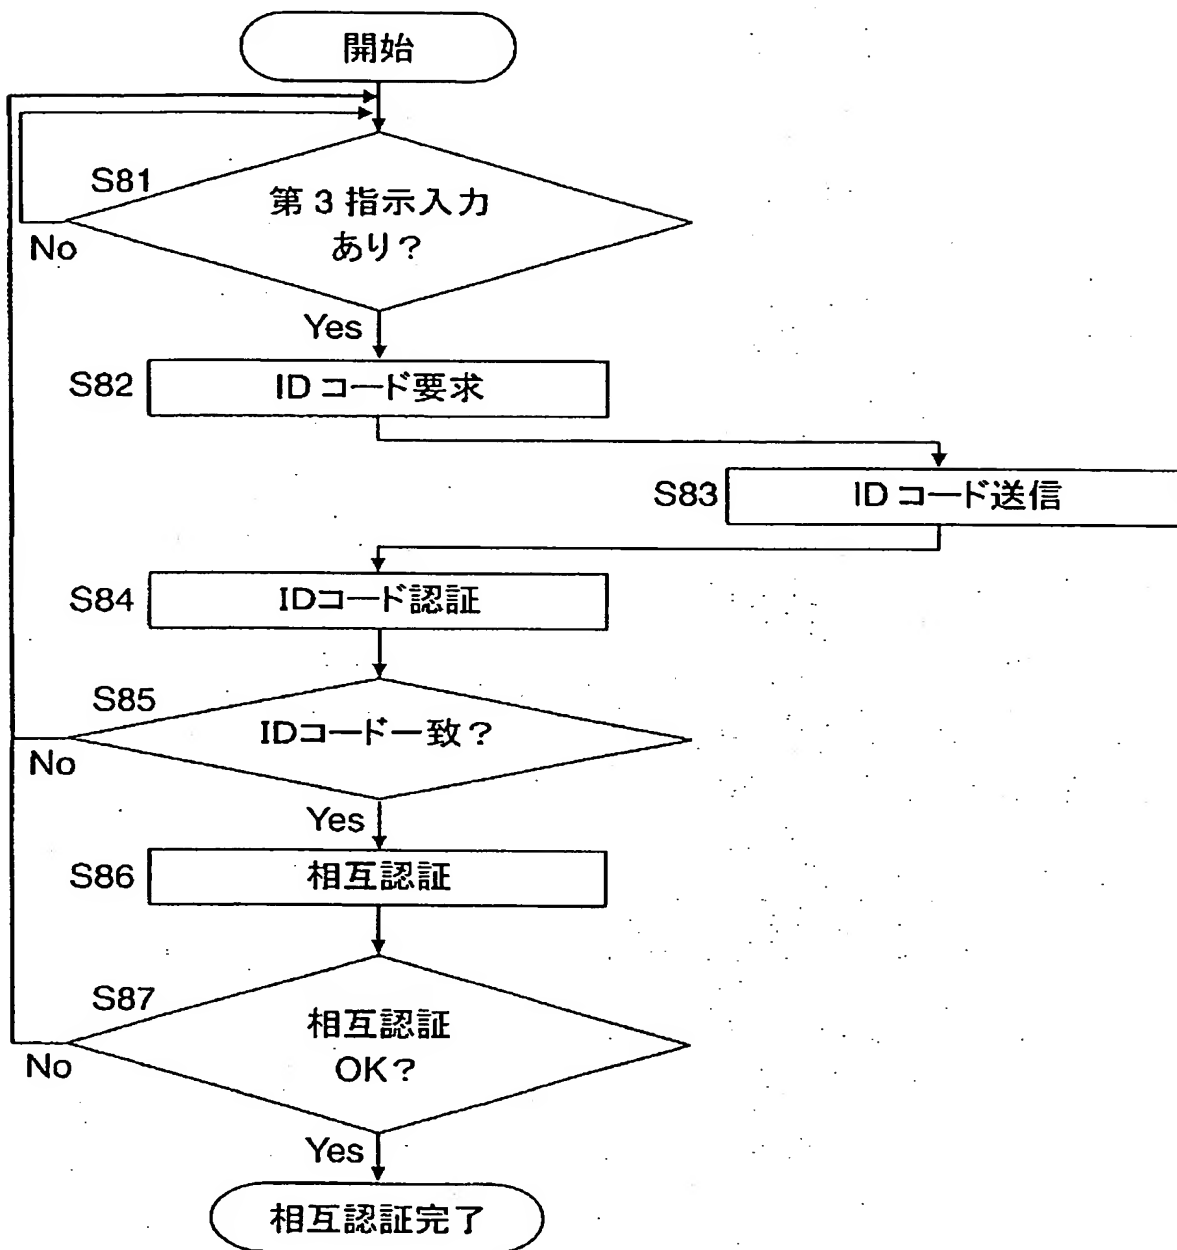 開始
S81
第3指示入力
あり?
No
Yes
S82
IDコード要求
S83
IDコード送信
S84
IDコード認証
S85
IDコード一致?
No
Yes
S86
相互認証
S87
相互認証
OK?
No
Yes
相互認証完了